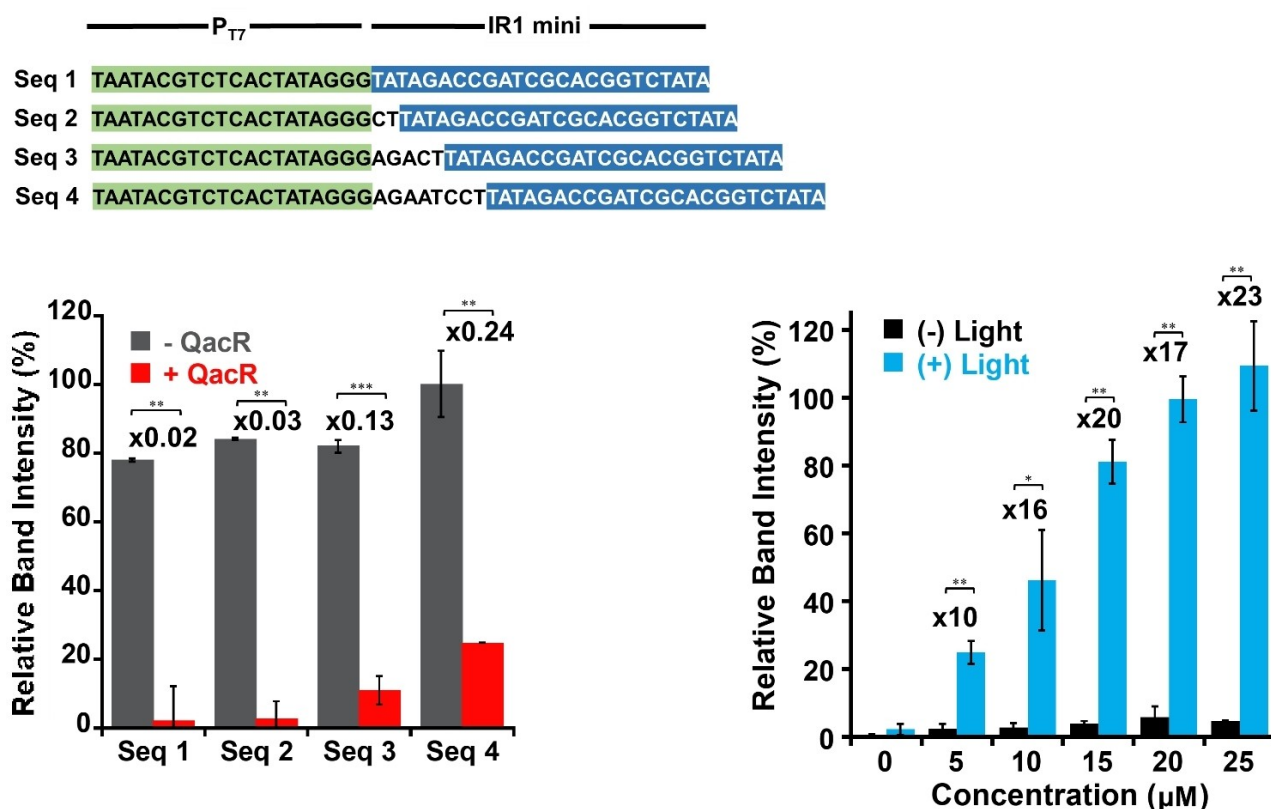 P_T7 IR1 mini
Seq 1 TAATACGTCTCACTATAGGGTATAGACCGATCGCACGGTCTATA
Seq 2 TAATACGTCTCACTATAGGGCTTATAGACCGATCGCACGGTCTATA
Seq 3 TAATACGTCTCACTATAGGGAGACTTATAGACCGATCGCACGGTCTATA
Seq 4 TAATACGTCTCACTATAGGGAGAATCCTTATAGACCGATCGCACGGTCTATA
Relative Band Intensity (%)
120
100
80
60
40
20
0
- QacR
+ QacR
**
x0.02
**
x0.03
***
x0.13
**
x0.24
Seq 1 Seq 2 Seq 3 Seq 4
Relative Band Intensity (%)
120
100
80
60
40
20
0
(-) Light
(+) Light
**
x10
*
x16
**
x20
**
x17
**
x23
0 5 10 15 20 25
Concentration (µM)